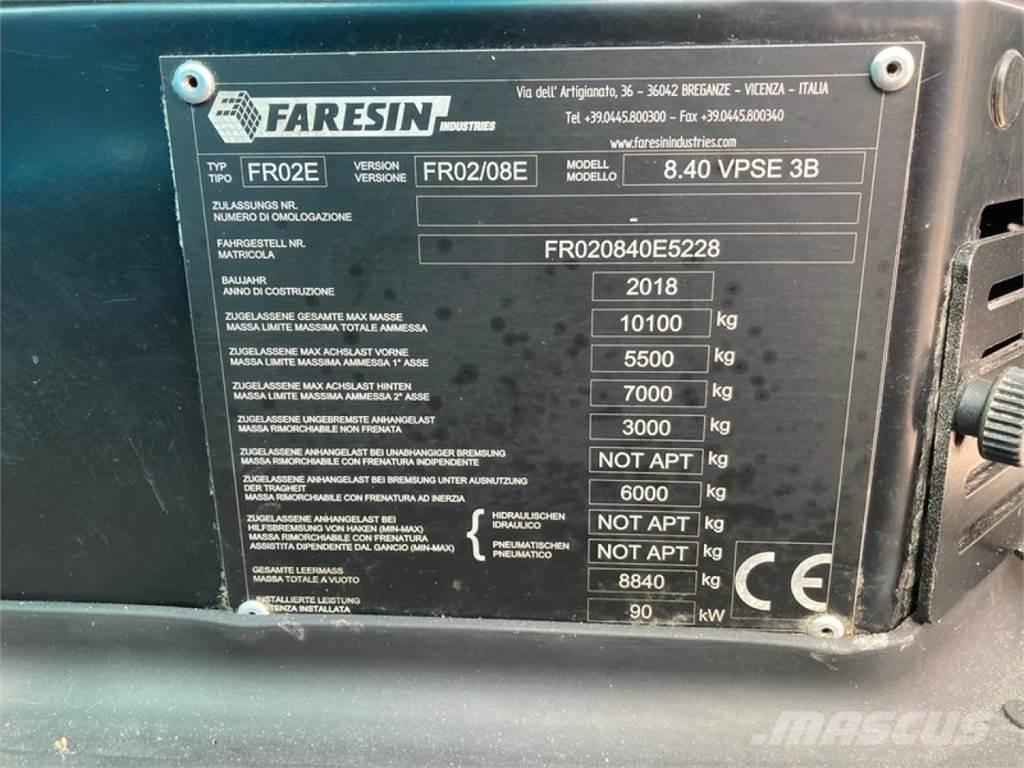 FARESIN INDUSTRIES
Via dell' Artigianato, 36 - 36042 BREGANZE - VICENZA - ITALIA
Tel +39.0445.800300 - Fax +39.0445.800340
www.faresinindustries.com
TYP
TIPO
FR02E
VERSION
VERSIONE
FR02/08E
MODELL
MODELLO
8.40 VPSE 3B
ZULASSUNGS NR.
NUMERO DI OMOLOGAZIONE
-
FAHRGESTELL NR.
MATRICOLA
FR020840E5228
BAUJAHR
ANNO DI COSTRUZIONE
2018
ZUGELASSENE GESAMTE MAX MASSE
MASSA LIMITE MASSIMA TOTALE AMMESSA
10100 kg
ZUGELASSENE MAX ACHSLAST VORNE
MASSA LIMITE MASSIMA AMMESSA 1° ASSE
5500 kg
ZUGELASSENE MAX ACHSLAST HINTEN
MASSA LIMITE MASSIMA AMMESSA 2° ASSE
7000 kg
ZUGELASSENE UNGEBREMSTE ANHANGELAST
MASSA RIMORCHIABILE NON FRENATA
3000 kg
ZUGELASSENE ANHANGELAST BEI UNABHANGIGER BREMSUNG
MASSA RIMORCHIABILE CON FRENATURA INDIPENDENTE
NOT APT kg
ZUGELASSENE ANHANGELAST BEI BREMSUNG UNTER AUSNUTZUNG
DER TRAGHEIT
MASSA RIMORCHIABILE CON FRENATURA AD INERZIA
6000 kg
ZUGELASSENE ANHANGELAST BEI
HILFSBREMSUNG VON HAKEN (MIN-MAX)
MASSA RIMORCHIABILE CON FRENATURA
ASSISTITA DIPENDENTE DAL GANCIO (MIN-MAX)
{
HIDRAULISCHEN
IDRAULICO
NOT APT kg
PNEUMATISCHEN
PNEUMATICO
NOT APT kg
GESAMTE LEERMASS
MASSA TOTALE A VUOTO
8840 kg
INSTALLIERTE LEISTUNG
INSTALLATA
90 kW
CE
MASCUS